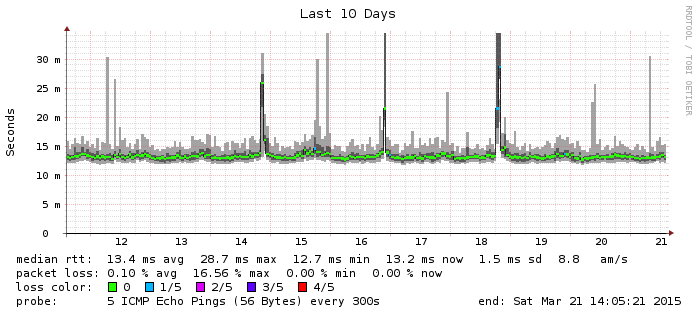 Last 10 Days
RRDTOOL / TOBI OETIKER
Seconds
30 m
25 m
20 m
15 m
10 m
5 m
0
12 13 14 15 16 17 18 19 20 21
median rtt: 13.4 ms avg 28.7 ms max 12.7 ms min 13.2 ms now 1.5 ms sd 8.8 am/s
packet loss: 0.10 % avg 16.56 % max 0.00 % min 0.00 % now
loss color: 0 1/5 2/5 3/5 4/5
probe: 5 ICMP Echo Pings (56 Bytes) every 300s end: Sat Mar 21 14:05:21 2015